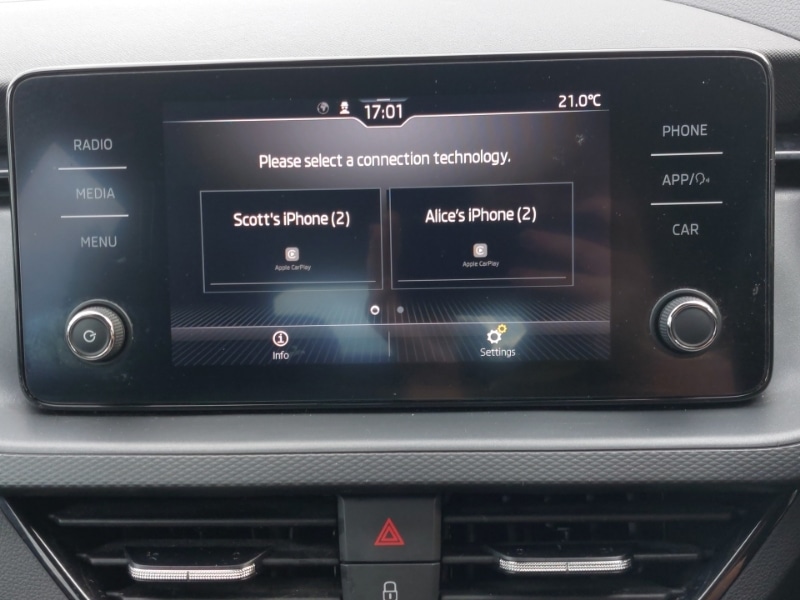 17:01
21.0°C
RADIO
MEDIA
MENU
Please select a connection technology.
Scott's iPhone (2)
Apple CarPlay
Alice's iPhone (2)
Apple CarPlay
Info
Settings
PHONE
APP/
CAR